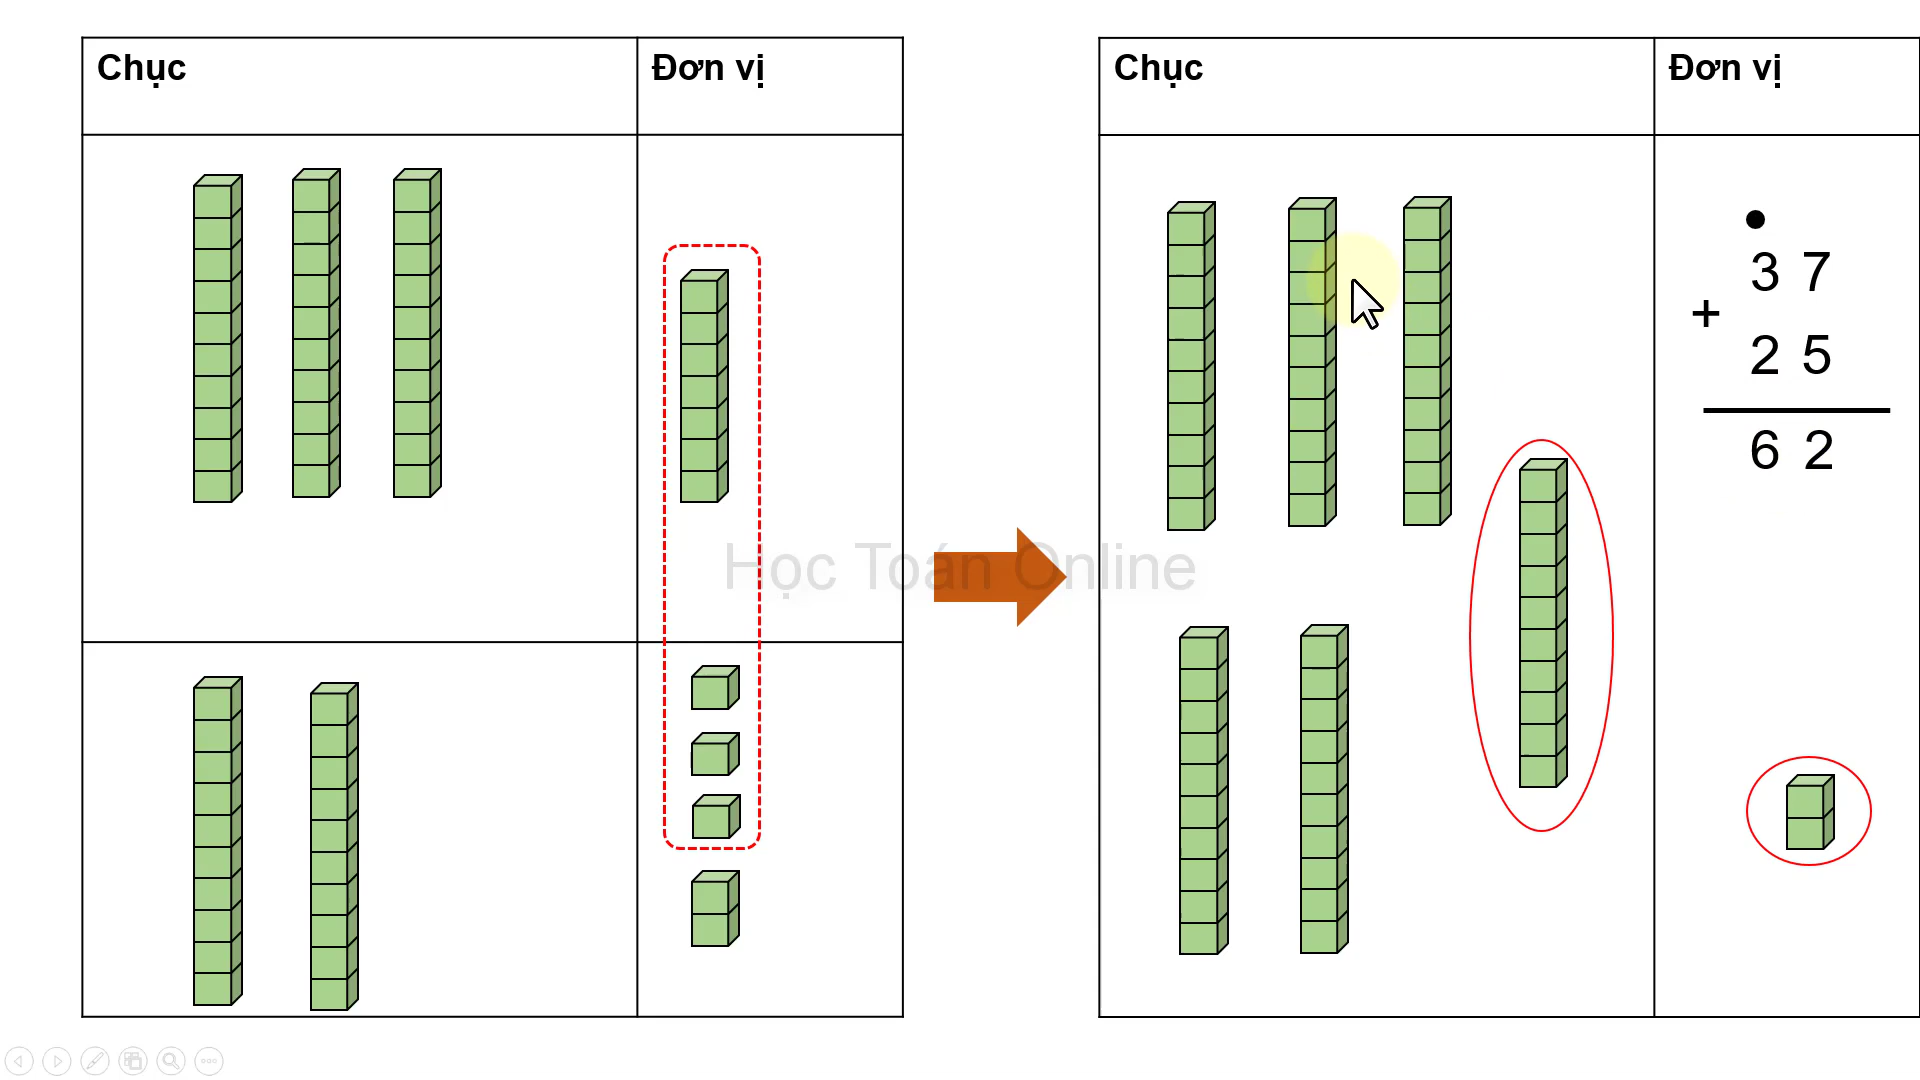 Chục
Đơn vị
Chục
Đơn vị
3 7
+
2 5
6 2
Học Toán Online